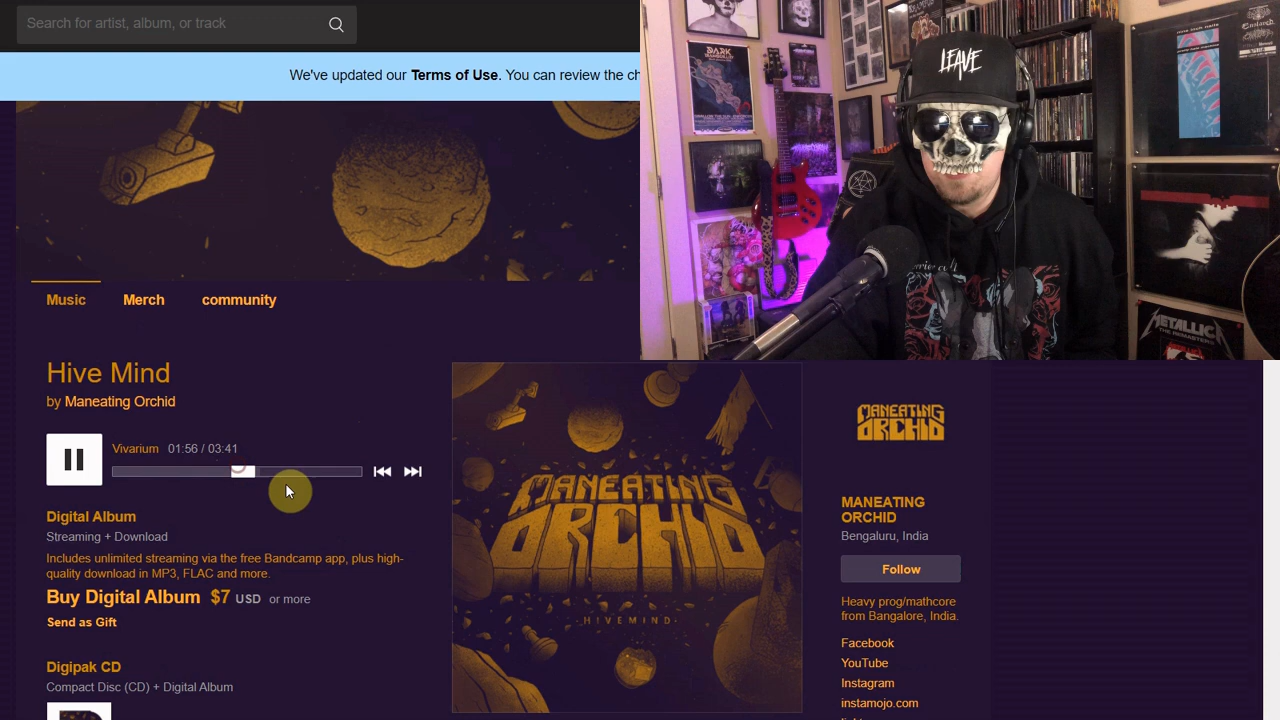 Search for artist, album, or track
We've updated our Terms of Use. You can review the ch
LEAVE
DARK
METALLICA
THE REMASTERS
Music
Merch
community
Hive Mind
by Maneating Orchid
Vivarium 01:56 / 03:41
Digital Album
Streaming + Download
Includes unlimited streaming via the free Bandcamp app, plus high-
quality download in MP3, FLAC and more.
Buy Digital Album $7 USD or more
Send as Gift
Digipak CD
Compact Disc (CD) + Digital Album
MANEATING
ORCHID
· H I V E M I N D ·
MANEATING
ORCHID
MANEATING
ORCHID
Bengaluru, India
Follow
Heavy prog/mathcore
from Bangalore, India.
Facebook
YouTube
Instagram
instamojo.com